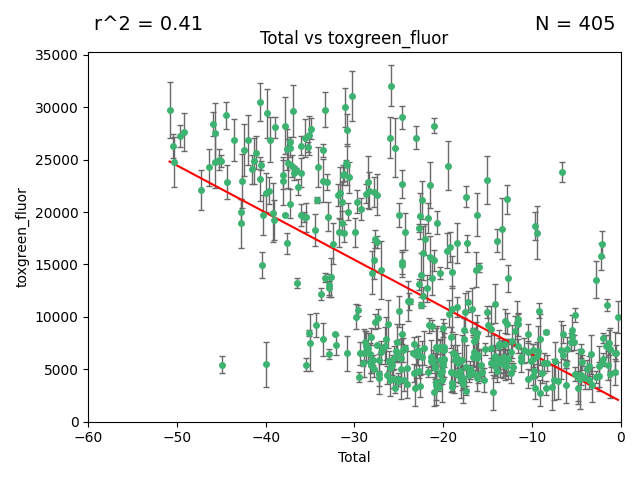 r^2 = 0.41 N = 405
Total vs toxgreen_fluor
35000
30000
25000
20000
15000
10000
5000
0
toxgreen_fluor
−60 −50 −40 −30 −20 −10 0
Total